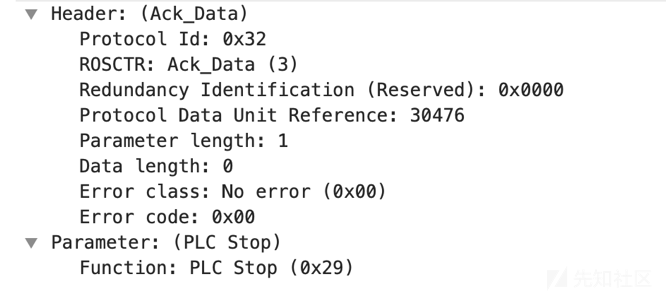 Header: (Ack_Data)
Protocol Id: 0x32
ROSCTR: Ack_Data (3)
Redundancy Identification (Reserved): 0x0000
Protocol Data Unit Reference: 30476
Parameter length: 1
Data length: 0
Error class: No error (0x00)
Error code: 0x00
Parameter: (PLC Stop)
Function: PLC Stop (0x29)
先知社区